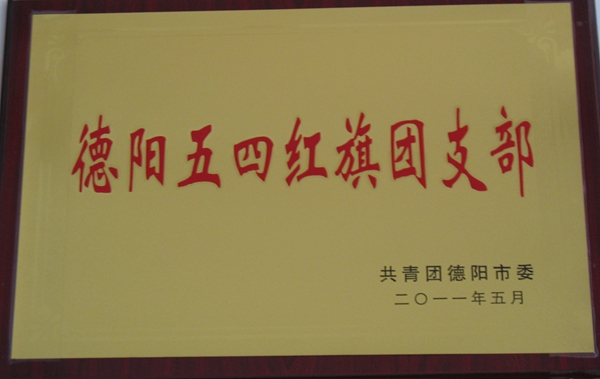 德阳五四红旗团支部
共青团德阳市委
二〇一一年五月